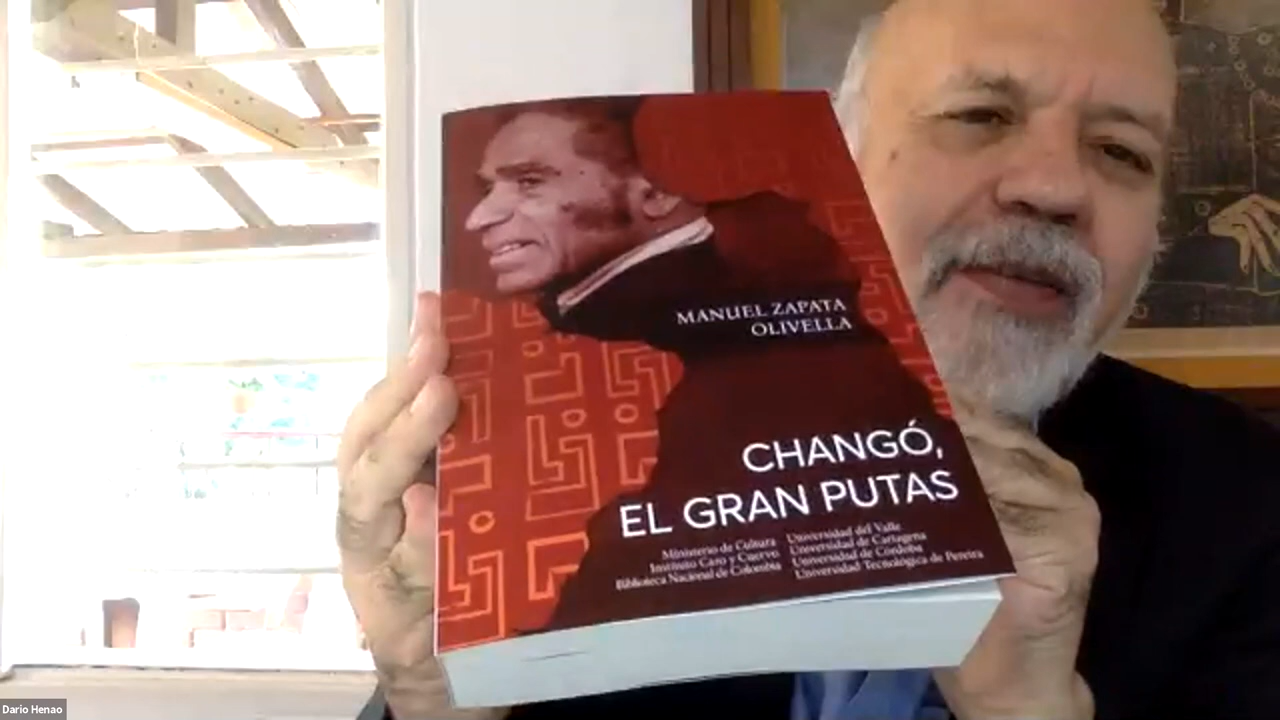 MANUEL ZAPATA
OLIVELLA
CHANGÓ,
EL GRAN PUTAS
Ministerio de Cultura
Instituto Caro y Cuervo
Biblioteca Nacional de Colombia
Universidad del Valle
Universidad de Cartagena
Universidad de Córdoba
Universidad Tecnológica de Pereira
Dario Henao